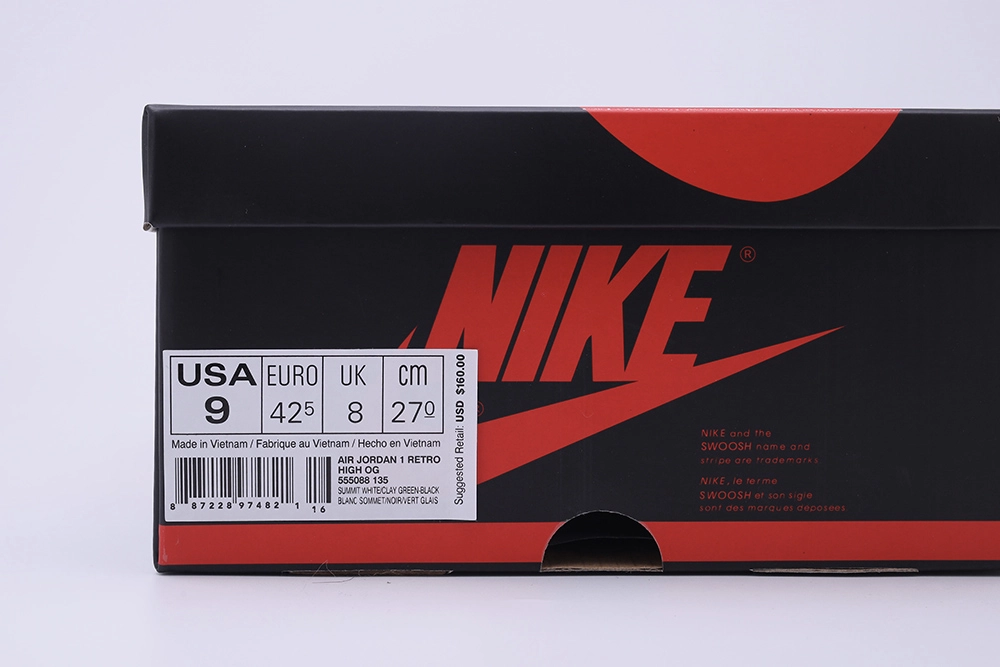 NIKE ®
USA EURO UK cm
9 42⁵ 8 27⁰
Suggested Retail: USD $160.00
Made in Vietnam / Fabrique au Vietnam / Hecho en Vietnam
AIR JORDAN 1 RETRO
HIGH OG
555088 135
SUMMIT WHITE/CLAY GREEN-BLACK
BLANC SOMMET/NOIR/VERT GLAIS
8 87228 97482 1 16
®
NIKE and the
SWOOSH name and
stripe are trademarks
NIKE, le terme
SWOOSH et son sigle
sont des marques deposees